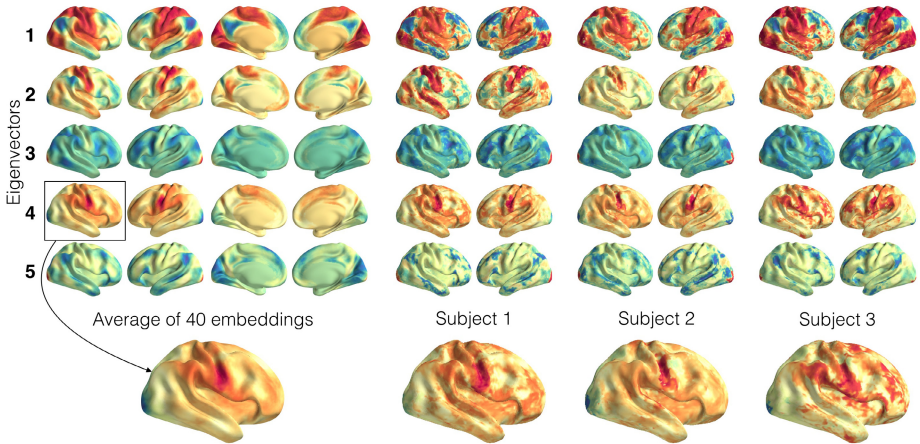 Eigenvectors
1
2
3
4
5
Average of 40 embeddings
Subject 1
Subject 2
Subject 3